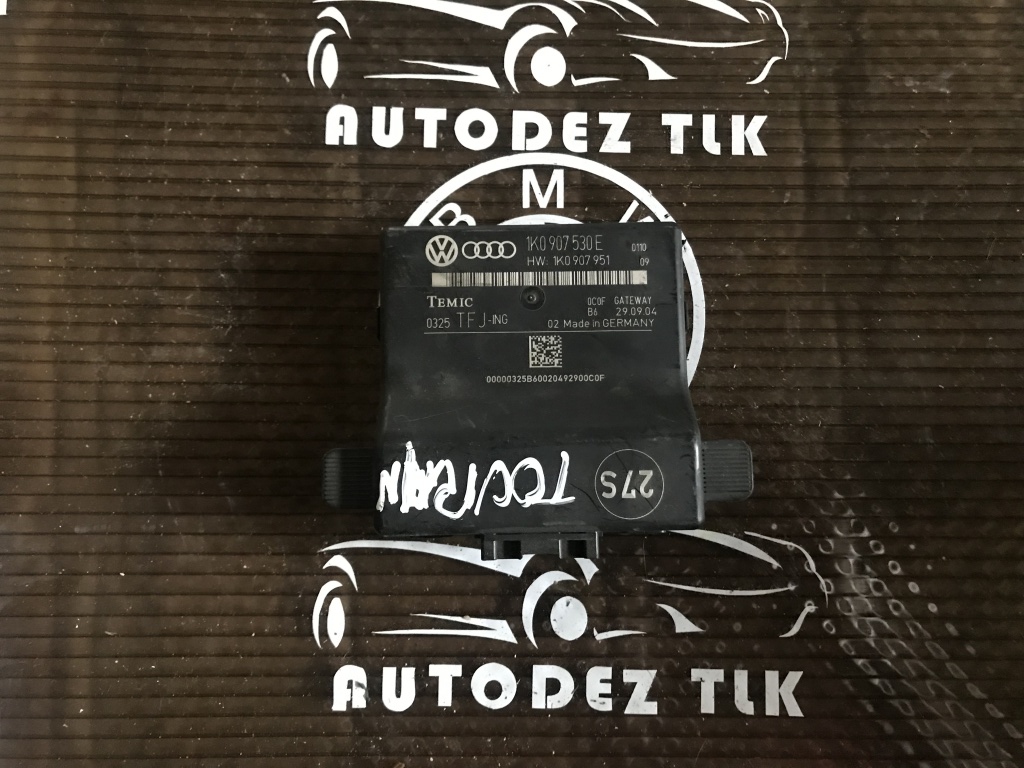 AUTODEZ TLK
B M
1K0 907 530 E 0110
HW: 1K0 907 951 09
TEMIC 0C0F GATEWAY
B6 29.09.04
0325 TFJ-ING 02 Made in GERMANY
00000325B60020492900C0F
27S
TOURAN
AUTODEZ TLK